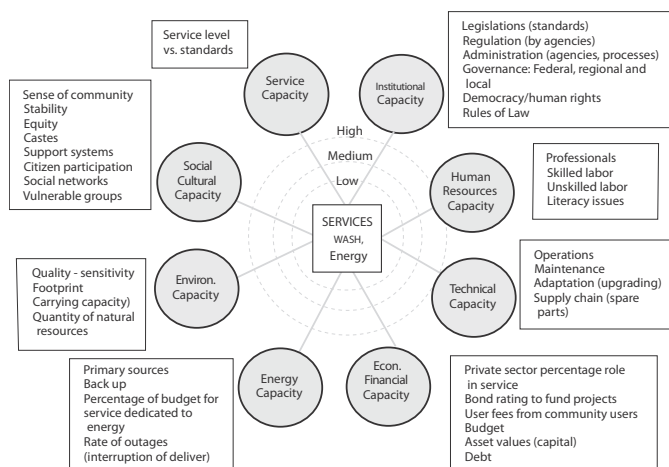 Service level
vs. standards
Service
Capacity
Institutional
Capacity
Legislations (standards)
Regulation (by agencies)
Administration (agencies, processes)
Governance: Federal, regional and
local
Democracy/human rights
Rules of Law
Sense of community
Stability
Equity
Castes
Support systems
Citizen participation
Social networks
Vulnerable groups
Social
Cultural
Capacity
High
Medium
Low
Human
Resources
Capacity
Professionals
Skilled labor
Unskilled labor
Literacy issues
SERVICES
WASH,
Energy
Quality - sensitivity
Footprint
Carrying capacity)
Quantity of natural
resources
Environ.
Capacity
Technical
Capacity
Operations
Maintenance
Adaptation (upgrading)
Supply chain (spare
parts)
Primary sources
Back up
Percentage of budget for
service dedicated to
energy
Rate of outages
(interruption of deliver)
Energy
Capacity
Econ.
Financial
Capacity
Private sector percentage role
in service
Bond rating to fund projects
User fees from community users
Budget
Asset values (capital)
Debt